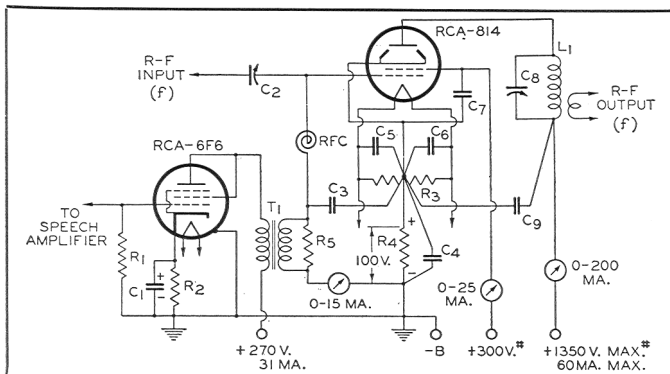 RCA-814
L1
R-F
INPUT
(f)
C2
C8
R-F
OUTPUT
(f)
C7
RCA-6F6
RFC
C5
C6
TO
SPEECH
AMPLIFIER
T1
C3
R3
C9
R1
C1
+
-
R2
R5
R4
+
100V.
-
C4
0-15 MA.
0-25
MA.
0-200
MA.
+270 V.
31 MA.
-B
+300V.#
+1350 V. MAX.#
60MA. MAX.